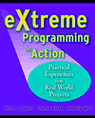 eXtreme
Programming
in
Action
Practical
Experiences
from
Real World
Projects